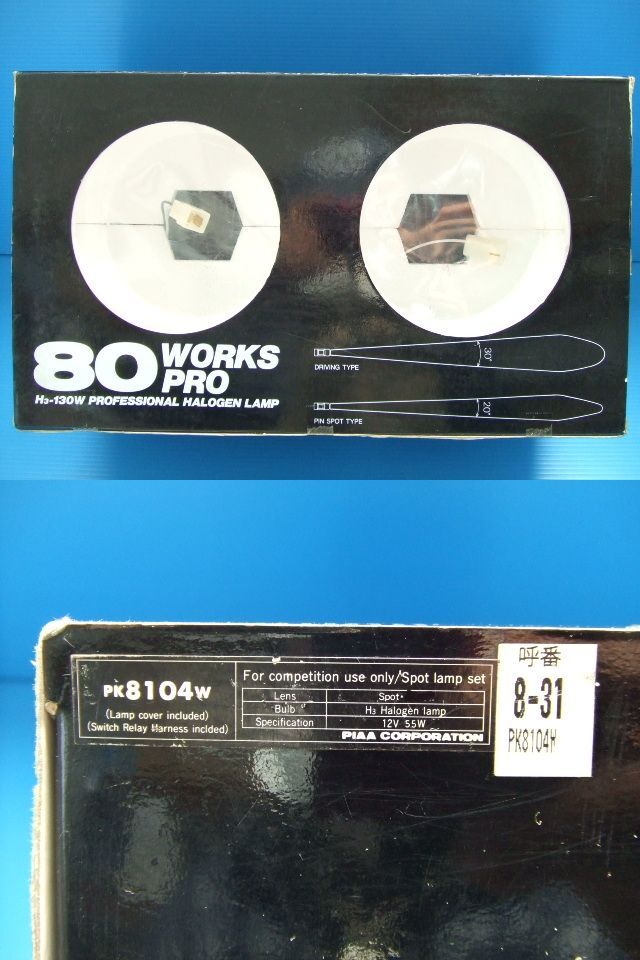 80 WORKS
PRO
H3-130W PROFESSIONAL HALOGEN LAMP
30°
DRIVING TYPE
20°
PIN SPOT TYPE
PK8104W
(Lamp cover included)
(Switch Relay Harness inclded)
For competition use only/Spot lamp set
Lens Spot
Bulb H3 Halogen lamp
Specification 12V 55W
PIAA CORPORATION
呼番
8-31
PK8104W